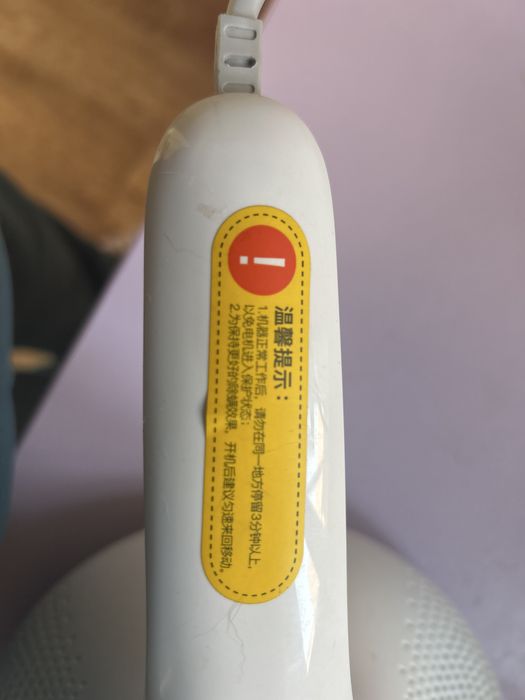 !
温馨提示：
1.机器正常工作后，请勿在同一地方停留3分钟以上，
以免电机进入保护状态；
2.为保持更好的除螨效果，开机后建议匀速来回移动。